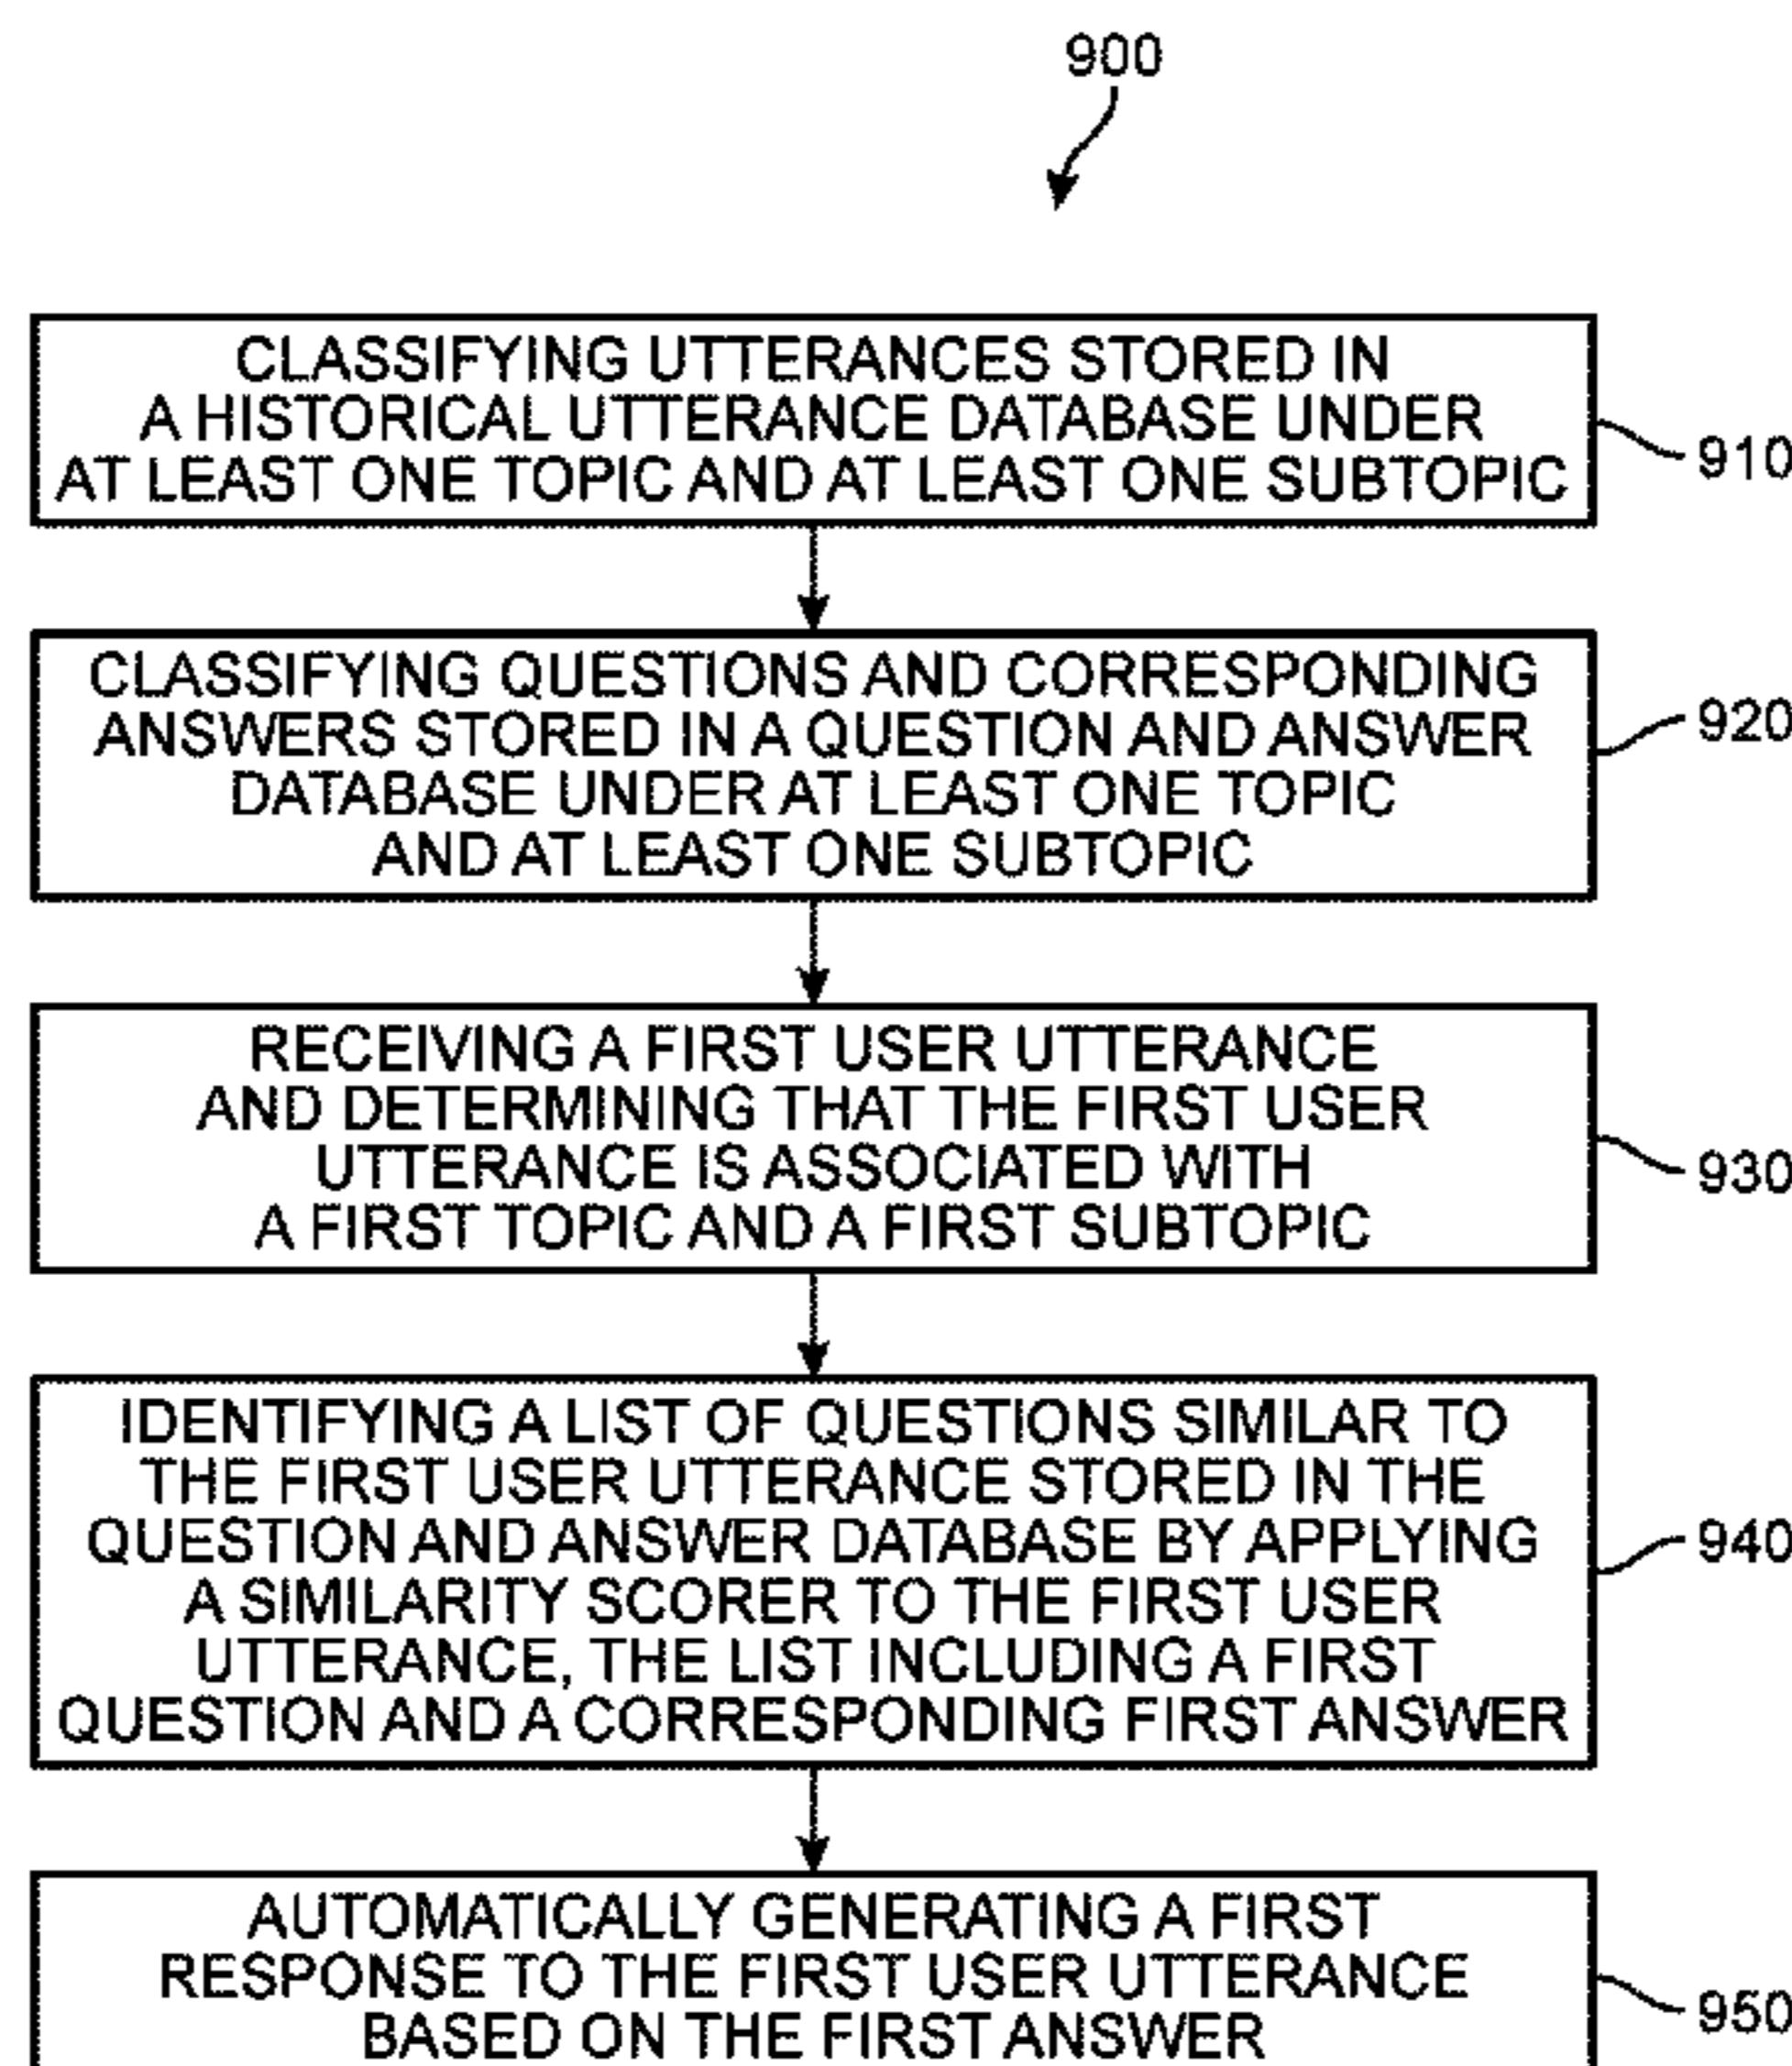 900
CLASSIFYING UTTERANCES STORED IN
A HISTORICAL UTTERANCE DATABASE UNDER
AT LEAST ONE TOPIC AND AT LEAST ONE SUBTOPIC
910
CLASSIFYING QUESTIONS AND CORRESPONDING
ANSWERS STORED IN A QUESTION AND ANSWER
DATABASE UNDER AT LEAST ONE TOPIC
AND AT LEAST ONE SUBTOPIC
920
RECEIVING A FIRST USER UTTERANCE
AND DETERMINING THAT THE FIRST USER
UTTERANCE IS ASSOCIATED WITH
A FIRST TOPIC AND A FIRST SUBTOPIC
930
IDENTIFYING A LIST OF QUESTIONS SIMILAR TO
THE FIRST USER UTTERANCE STORED IN THE
QUESTION AND ANSWER DATABASE BY APPLYING
A SIMILARITY SCORER TO THE FIRST USER
UTTERANCE, THE LIST INCLUDING A FIRST
QUESTION AND A CORRESPONDING FIRST ANSWER
940
AUTOMATICALLY GENERATING A FIRST
RESPONSE TO THE FIRST USER UTTERANCE
BASED ON THE FIRST ANSWER
950